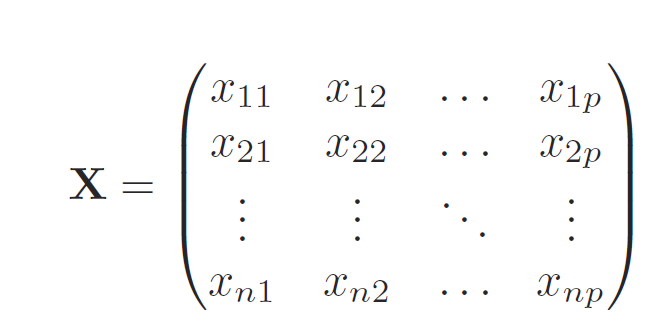 x11 x12 … x1p
x21 x22 … x2p
X =
⋮ ⋮ ⋱ ⋮
xn1 xn2 … xnp